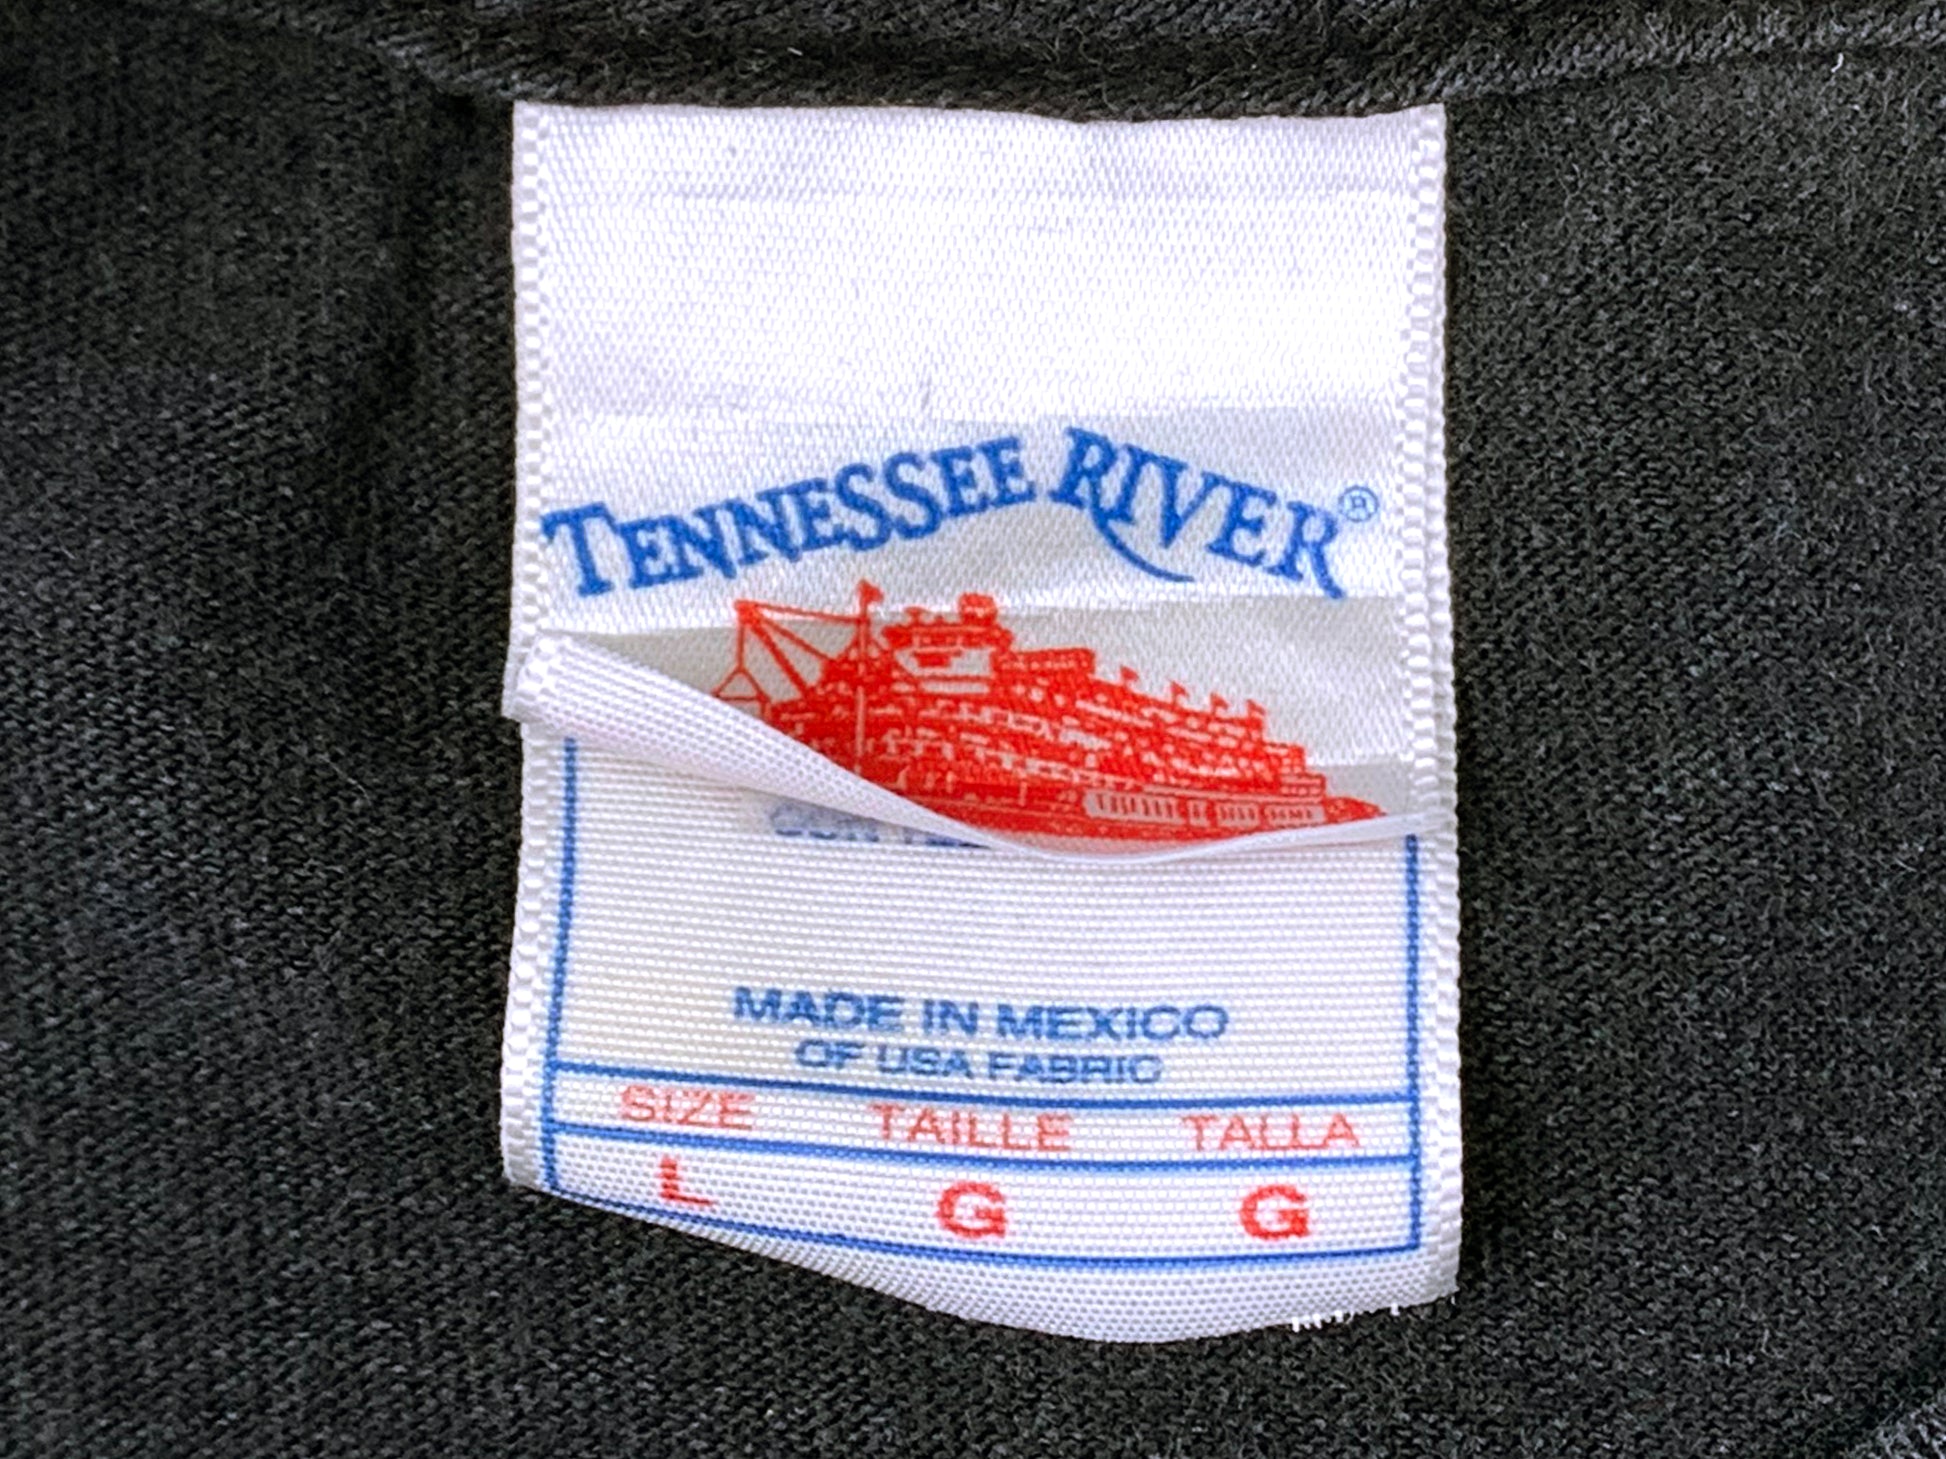 TENNESSEE RIVER®
MADE IN MEXICO
OF USA FABRIC
SIZE TAILLE TALLA
L G G